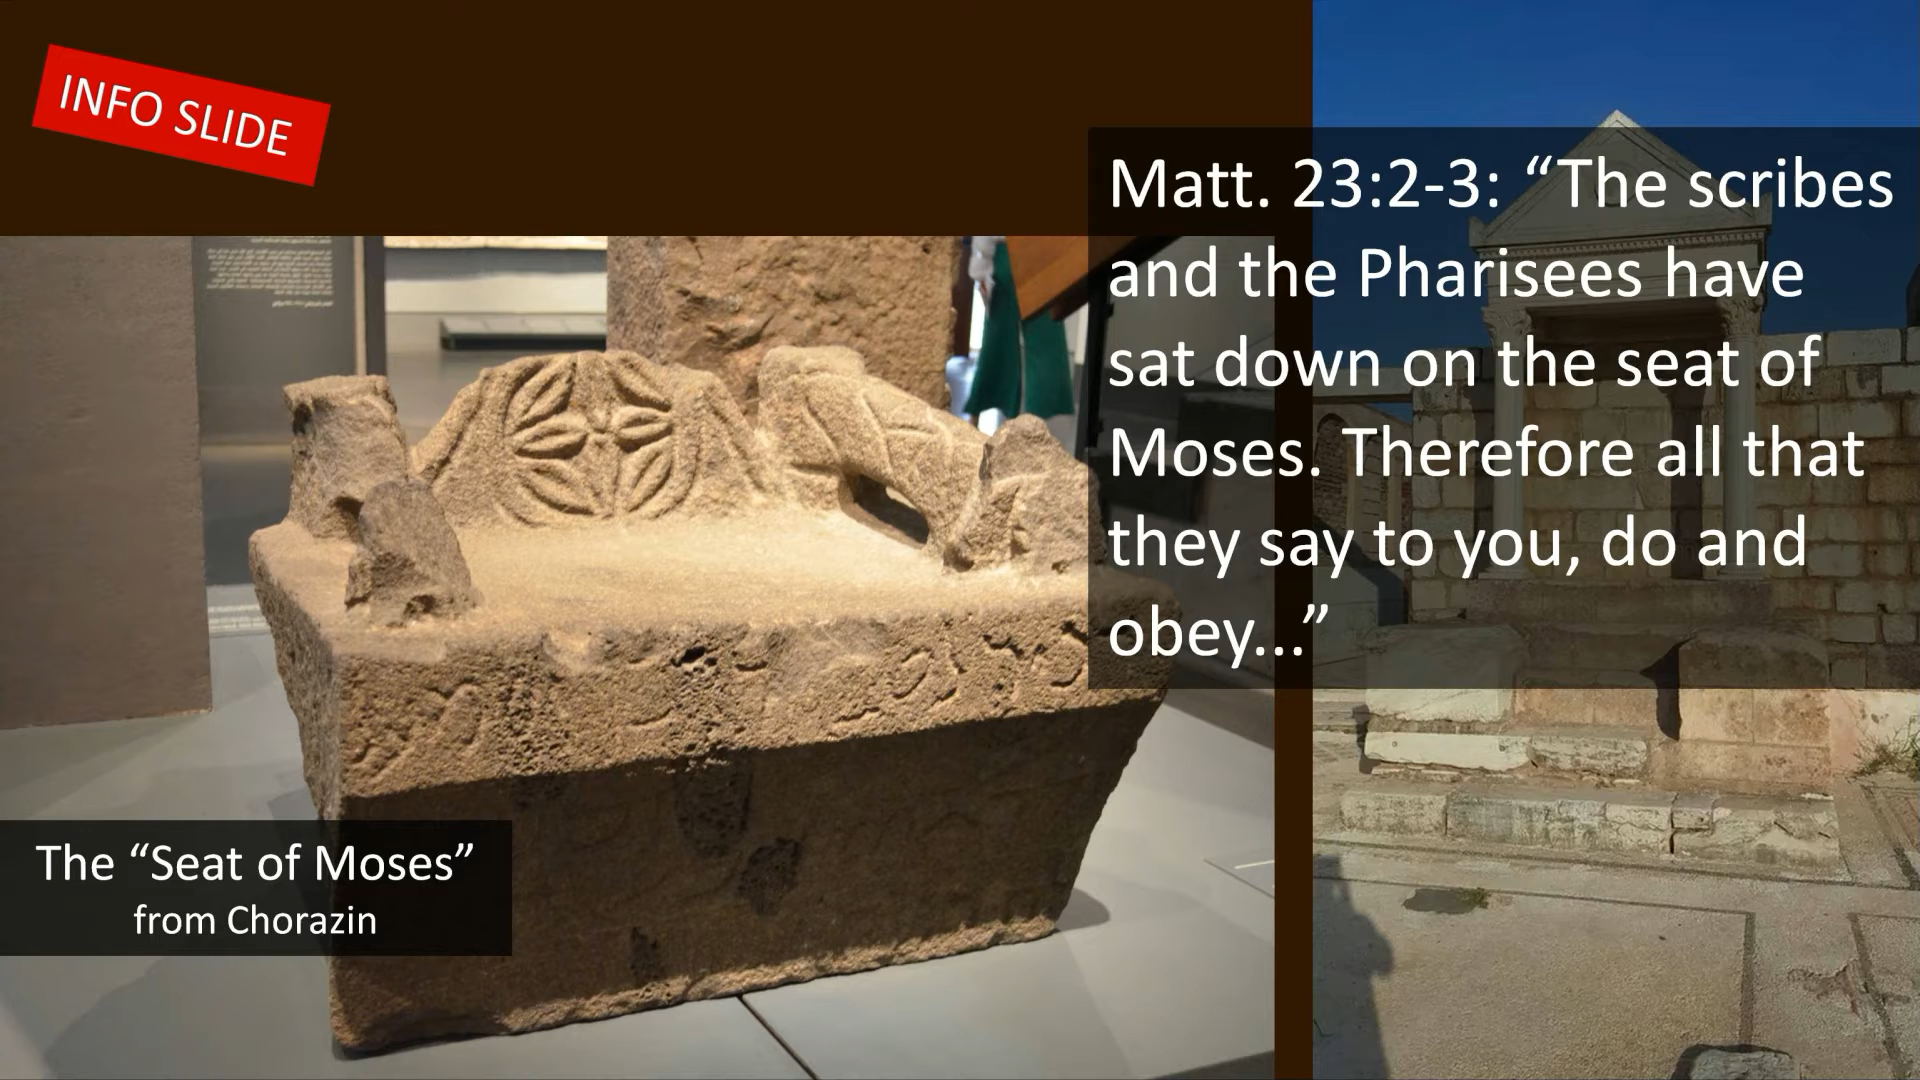 INFO SLIDE
Matt. 23:2-3: “The scribes
and the Pharisees have
sat down on the seat of
Moses. Therefore all that
they say to you, do and
obey...”
The “Seat of Moses”
from Chorazin